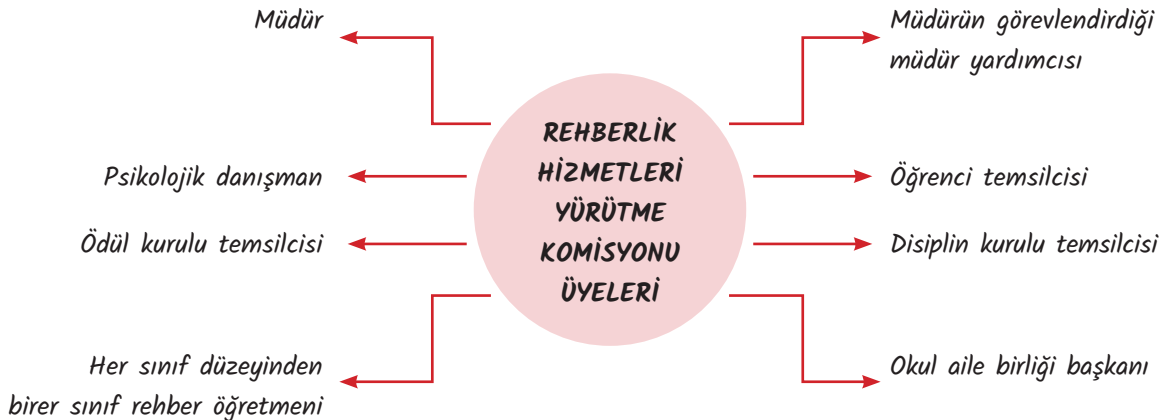 Müdür
Müdürün görevlendirdiği
müdür yardımcısı
REHBERLİK
HİZMETLERİ
YÜRÜTME
KOMİSYONU
ÜYELERİ
Psikolojik danışman
Öğrenci temsilcisi
Ödül kurulu temsilcisi
Disiplin kurulu temsilcisi
Her sınıf düzeyinden
birer sınıf rehber öğretmeni
Okul aile birliği başkanı